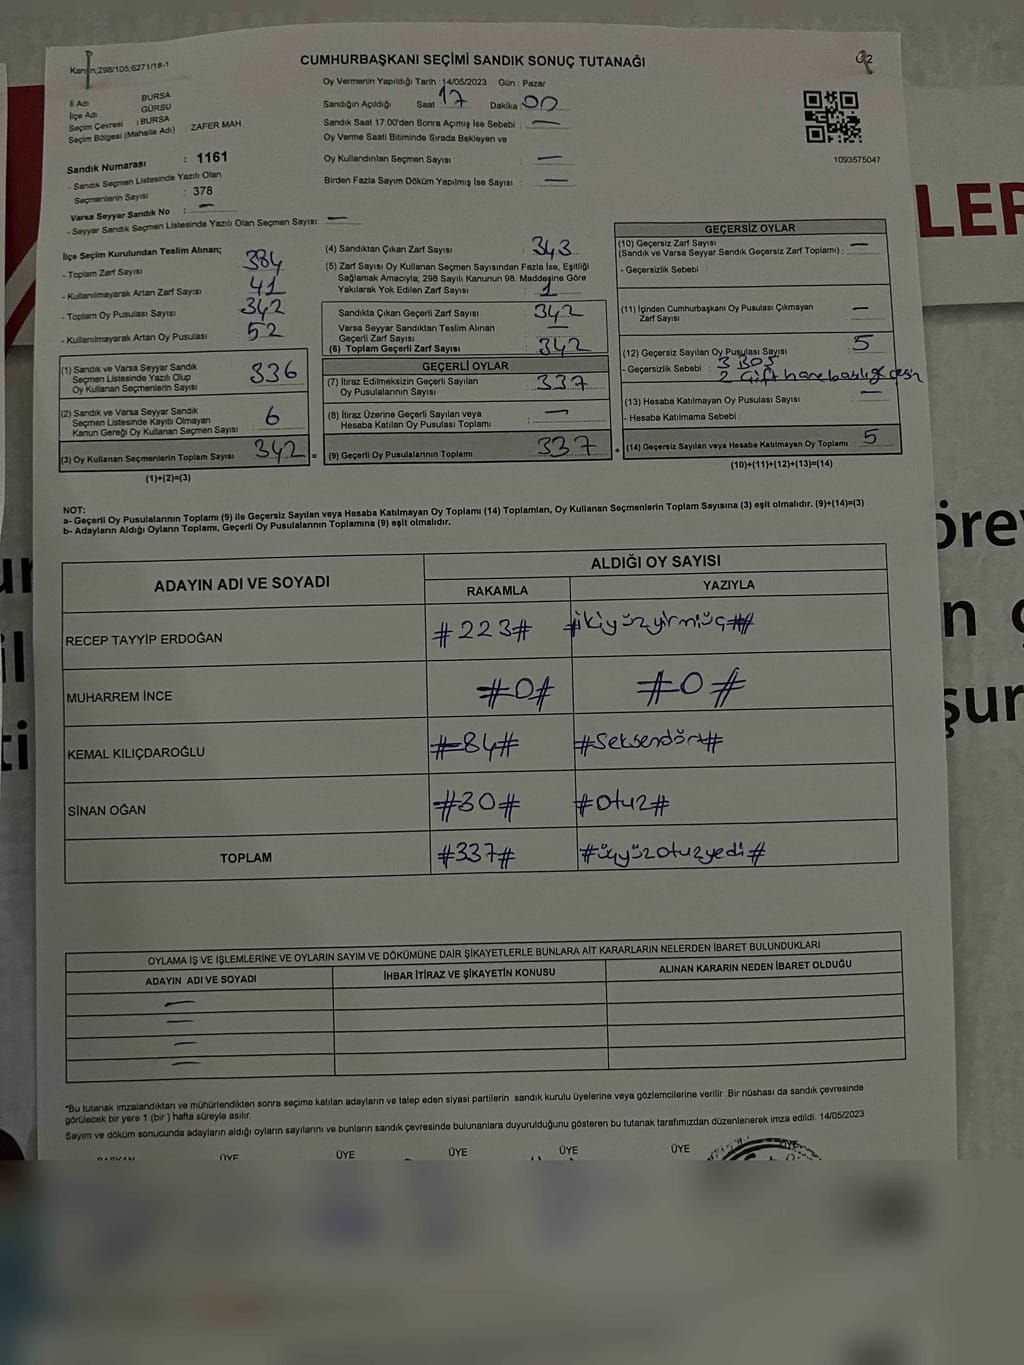 Kanun,298/105;6271/18-1
CUMHURBAŞKANI SEÇİMİ SANDIK SONUÇ TUTANAĞI
Oy Vermenin Yapıldığı Tarih : 14/05/2023 Gün : Pazar
İl Adı BURSA
İlçe Adı GÜRSU
Seçim Çevresi : BURSA
Seçim Bölgesi (Mahalle Adı) : ZAFER MAH
Sandığın Açıldığı Saat 17 Dakika : 00
Sandık Saat 17:00'den Sonra Açılmış İse Sebebi : —
Oy Verme Saati Bitiminde Sırada Bekleyen ve
Oy Kullandırılan Seçmen Sayısı —
Birden Fazla Sayım Döküm Yapılmış İse Sayısı : —
1093575047
Sandık Numarası : 1161
- Sandık Seçmen Listesinde Yazılı Olan
Seçmenlerin Sayısı : 378
Varsa Seyyar Sandık No : —
- Seyyar Sandık Seçmen Listesinde Yazılı Olan Seçmen Sayısı: —
İlçe Seçim Kurulundan Teslim Alınan;
- Toplam Zarf Sayısı : 384
- Kullanılmayarak Artan Zarf Sayısı : 41
- Toplam Oy Pusulası Sayısı : 342
- Kullanılmayarak Artan Oy Pusulası : 52
(1) Sandık ve Varsa Seyyar Sandık
Seçmen Listesinde Yazılı Olup
Oy Kullanan Seçmenlerin Sayısı : 336
(2) Sandık ve Varsa Seyyar Sandık
Seçmen Listesinde Kayıtlı Olmayan
Kanun Gereği Oy Kullanan Seçmen Sayısı : 6
(3) Oy Kullanan Seçmenlerin Toplam Sayısı : 342 =
(1)+(2)=(3)
(4) Sandıktan Çıkan Zarf Sayısı : 343
(5) Zarf Sayısı Oy Kullanan Seçmen Sayısından Fazla İse, Eşitliği
Sağlamak Amacıyla; 298 Sayılı Kanunun 98. Maddesine Göre
Yakılarak Yok Edilen Zarf Sayısı : 1
Sandıkta Çıkan Geçerli Zarf Sayısı : 342
Varsa Seyyar Sandıktan Teslim Alınan
Geçerli Zarf Sayısı : —
(6) Toplam Geçerli Zarf Sayısı : 342
GEÇERLİ OYLAR
(7) İtiraz Edilmeksizin Geçerli Sayılan
Oy Pusulalarının Sayısı : 337
(8) İtiraz Üzerine Geçerli Sayılan veya
Hesaba Katılan Oy Pusulası Toplamı : —
(9) Geçerli Oy Pusulalarının Toplamı : 337 +
GEÇERSİZ OYLAR
(10) Geçersiz Zarf Sayısı
(Sandık ve Varsa Seyyar Sandık Geçersiz Zarf Toplamı) : —
- Geçersizlik Sebebi :
(11) İçinden Cumhurbaşkanı Oy Pusulası Çıkmayan
Zarf Sayısı : —
(12) Geçersiz Sayılan Oy Pusulası Sayısı : 5
- Geçersizlik Sebebi : 3 BOŞ
2 Çift
(13) Hesaba Katılmayan Oy Pusulası Sayısı : —
- Hesaba Katılmama Sebebi :
(14) Geçersiz Sayılan veya Hesaba Katılmayan Oy Toplamı : 5
(10)+(11)+(12)+(13)=(14)
NOT:
a- Geçerli Oy Pusulalarının Toplamı (9) ile Geçersiz Sayılan veya Hesaba Katılmayan Oy Toplamı (14) Toplamları, Oy Kullanan Seçmenlerin Toplam Sayısına (3) eşit olmalıdır. (9)+(14)=(3)
b- Adayların Aldığı Oyların Toplamı, Geçerli Oy Pusulalarının Toplamına (9) eşit olmalıdır.
ADAYIN ADI VE SOYADI
ALDIĞI OY SAYISI
RAKAMLA YAZIYLA
RECEP TAYYİP ERDOĞAN #223# #ikiyüzyirmiüç#
MUHARREM İNCE #0# #0#
KEMAL KILIÇDAROĞLU #84# #Seksendört#
SİNAN OĞAN #30# #Otuz#
TOPLAM #337# #üçyüzotuzyedi#
OYLAMA İŞ VE İŞLEMLERİNE VE OYLARIN SAYIM VE DÖKÜMÜNE DAİR ŞİKAYETLERLE BUNLARA AİT KARARLARIN NELERDEN İBARET BULUNDUKLARI
ADAYIN ADI VE SOYADI İHBAR İTİRAZ VE ŞİKAYETİN KONUSU ALINAN KARARIN NEDEN İBARET OLDUĞU
—
—
—
—
"Bu tutanak imzalandıktan ve mühürlendikten sonra seçime katılan adayların ve talep eden siyasi partilerin sandık kurulu üyelerine veya gözlemcilerine verilir .Bir nüshası da sandık çevresinde
görülecek bir yere 1 (bir ) hafta süreyle asılır.
Sayım ve döküm sonucunda adayların aldığı oyların sayılarını ve bunların sandık çevresinde bulunanlara duyurulduğunu gösteren bu tutanak tarafımızdan düzenlenerek imza edildi. 14/05/2023
BAŞKAN ÜYE ÜYE ÜYE ÜYE ÜYE ÜYE